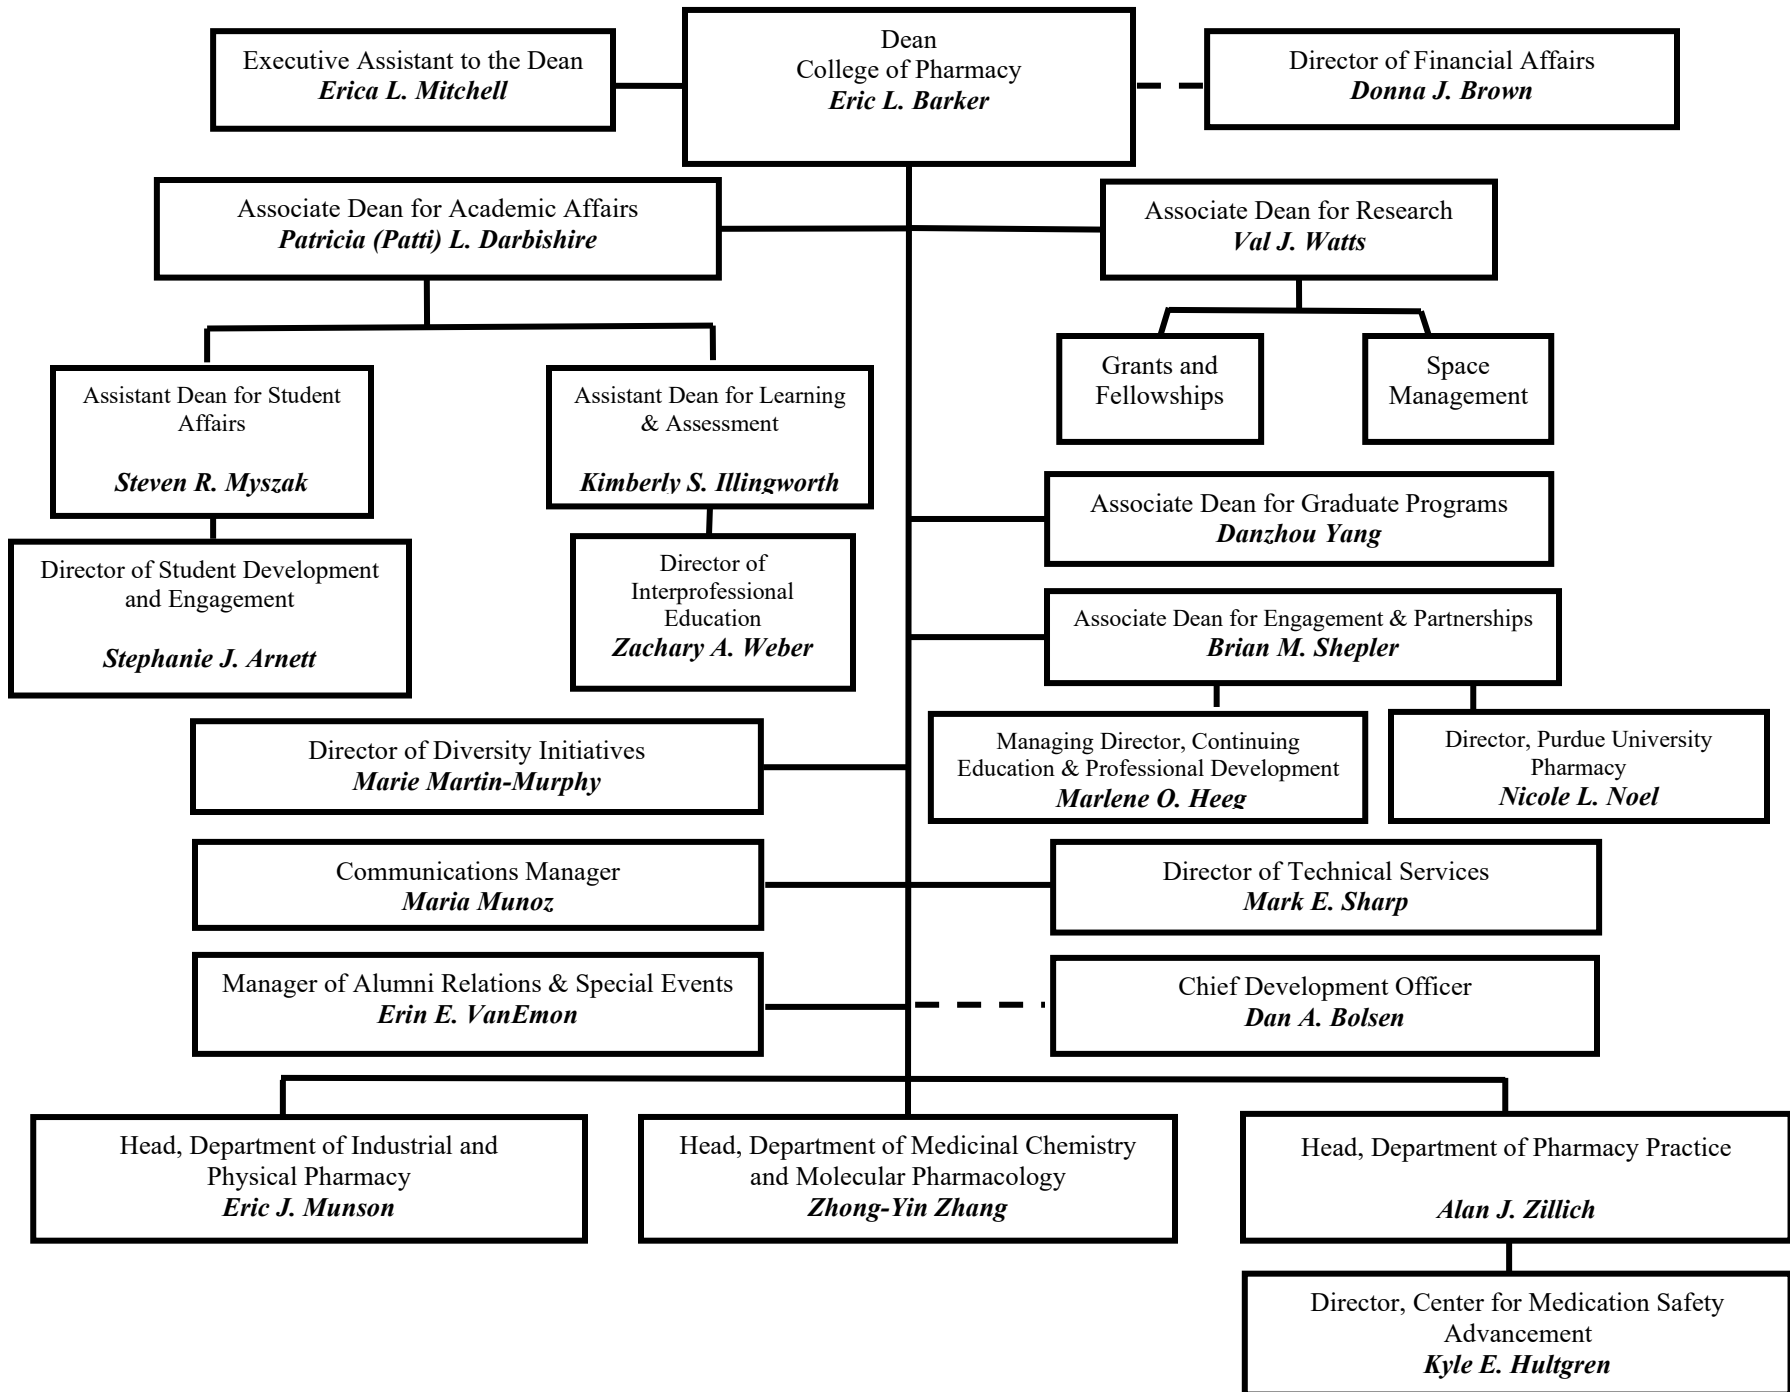 Executive Assistant to the Dean
Erica L. Mitchell
Dean
College of Pharmacy
Eric L. Barker
Director of Financial Affairs
Donna J. Brown
Associate Dean for Academic Affairs
Patricia (Patti) L. Darbishire
Associate Dean for Research
Val J. Watts
Assistant Dean for Student
Affairs
Steven R. Myszak
Assistant Dean for Learning
& Assessment
Kimberly S. Illingworth
Grants and
Fellowships
Space
Management
Director of Student Development
and Engagement
Stephanie J. Arnett
Director of
Interprofessional
Education
Zachary A. Weber
Associate Dean for Graduate Programs
Danzhou Yang
Associate Dean for Engagement & Partnerships
Brian M. Shepler
Managing Director, Continuing
Education & Professional Development
Marlene O. Heeg
Director, Purdue University
Pharmacy
Nicole L. Noel
Director of Diversity Initiatives
Marie Martin-Murphy
Communications Manager
Maria Munoz
Director of Technical Services
Mark E. Sharp
Manager of Alumni Relations & Special Events
Erin E. VanEmon
Chief Development Officer
Dan A. Bolsen
Head, Department of Industrial and
Physical Pharmacy
Eric J. Munson
Head, Department of Medicinal Chemistry
and Molecular Pharmacology
Zhong-Yin Zhang
Head, Department of Pharmacy Practice
Alan J. Zillich
Director, Center for Medication Safety
Advancement
Kyle E. Hultgren